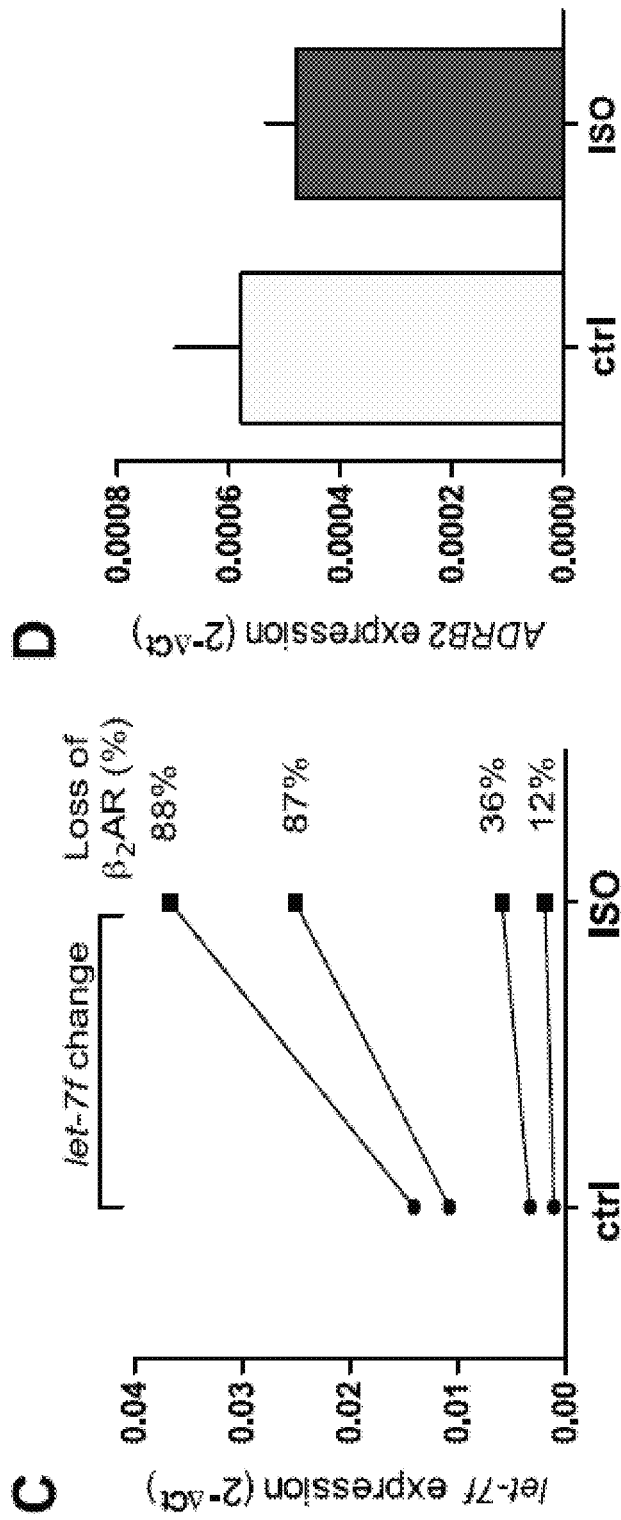 C
let-7f expression (2-ΔCt)
0.04
0.03
0.02
0.01
0.00
let-7f change
Loss of
β2AR (%)
88%
87%
36%
12%
ctrl
ISO
D
ADRB2 expression (2-ΔCt)
0.0008
0.0006
0.0004
0.0002
0.0000
ctrl
ISO